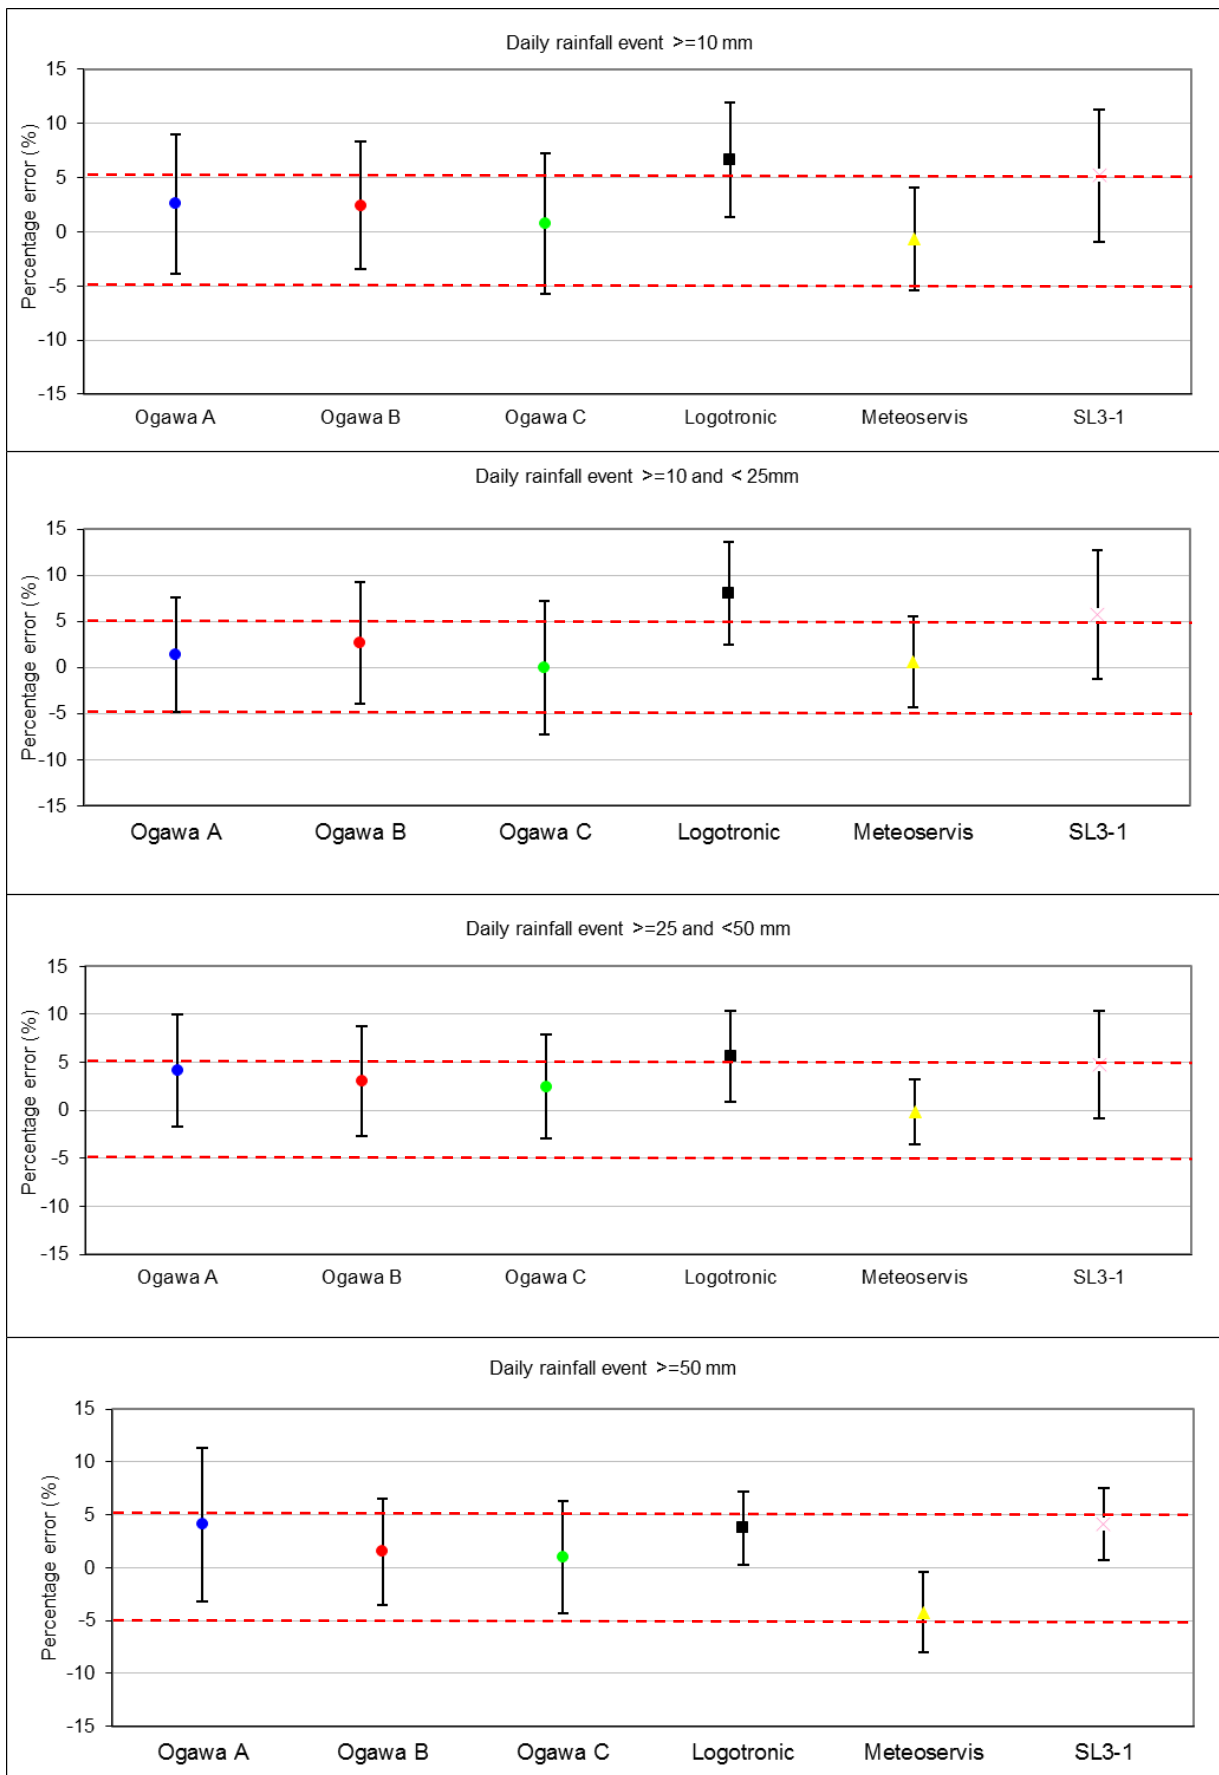 Daily rainfall event >=10 mm
Percentage error (%)
15
10
5
0
-5
-10
-15
Ogawa A Ogawa B Ogawa C Logotronic Meteoservis SL3-1
Daily rainfall event >=10 and < 25mm
Percentage error (%)
15
10
5
0
-5
-10
-15
Ogawa A Ogawa B Ogawa C Logotronic Meteoservis SL3-1
Daily rainfall event >=25 and <50 mm
Percentage error (%)
15
10
5
0
-5
-10
-15
Ogawa A Ogawa B Ogawa C Logotronic Meteoservis SL3-1
Daily rainfall event >=50 mm
Percentage error (%)
15
10
5
0
-5
-10
-15
Ogawa A Ogawa B Ogawa C Logotronic Meteoservis SL3-1